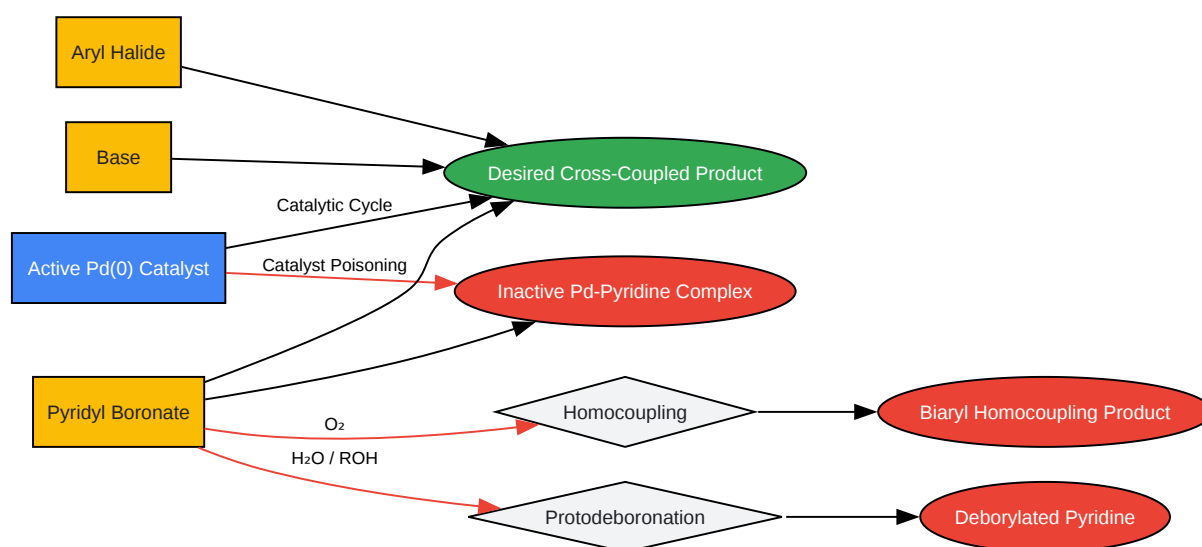 Aryl Halide
Base
Desired Cross-Coupled Product
Catalytic Cycle
Active Pd(0) Catalyst
Catalyst Poisoning
Inactive Pd-Pyridine Complex
Pyridyl Boronate
O₂
Homocoupling
Biaryl Homocoupling Product
H₂O / ROH
Protodeboronation
Deborylated Pyridine